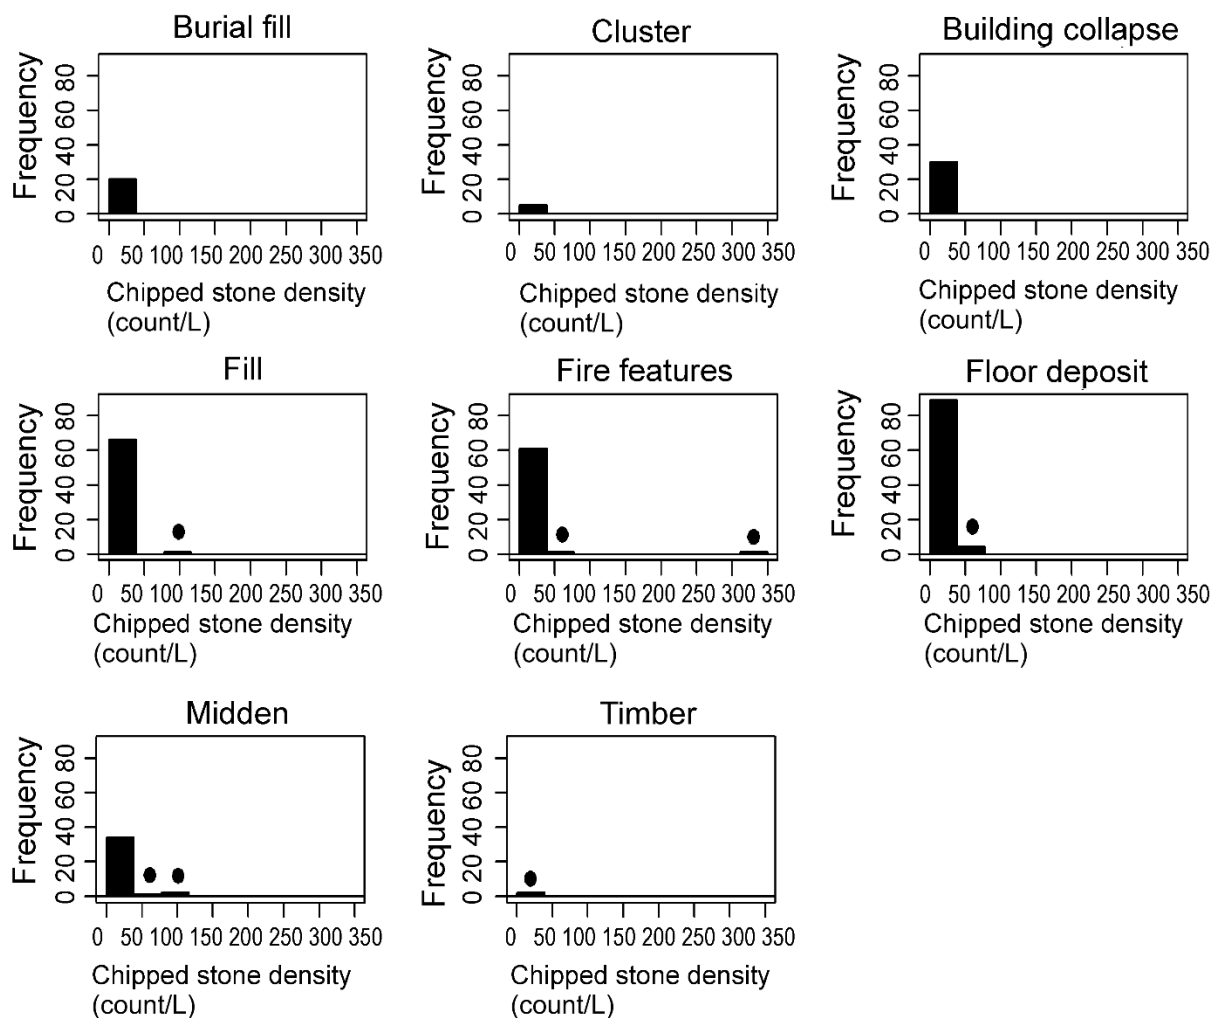 Burial fill
Frequency
0 20 40 60 80
0 50 100 150 200 250 300 350
Chipped stone density
(count/L)
Cluster
Frequency
0 20 40 60 80
0 50 100 150 200 250 300 350
Chipped stone density
(count/L)
Building collapse
Frequency
0 20 40 60 80
0 50 100 150 200 250 300 350
Chipped stone density
(count/L)
Fill
Frequency
0 20 40 60 80
0 50 100 150 200 250 300 350
Chipped stone density
(count/L)
Fire features
Frequency
0 20 40 60 80
0 50 100 150 200 250 300 350
Chipped stone density
(count/L)
Floor deposit
Frequency
0 20 40 60 80
0 50 100 150 200 250 300 350
Chipped stone density
(count/L)
Midden
Frequency
0 20 40 60 80
0 50 100 150 200 250 300 350
Chipped stone density
(count/L)
Timber
Frequency
0 20 40 60 80
0 50 100 150 200 250 300 350
Chipped stone density
(count/L)